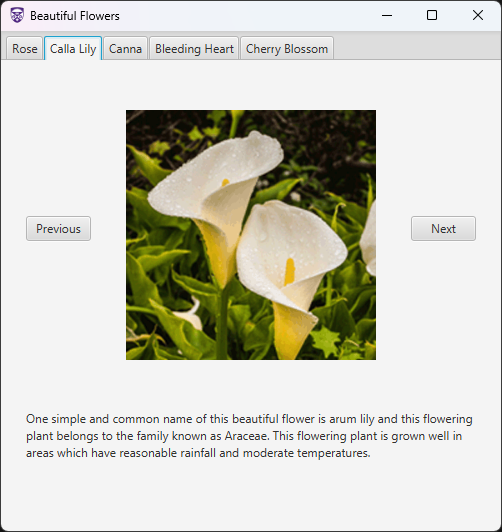 Beautiful Flowers
Rose Calla Lily Canna Bleeding Heart Cherry Blossom
Previous Next
One simple and common name of this beautiful flower is arum lily and this flowering
plant belongs to the family known as Araceae. This flowering plant is grown well in
areas which have reasonable rainfall and moderate temperatures.